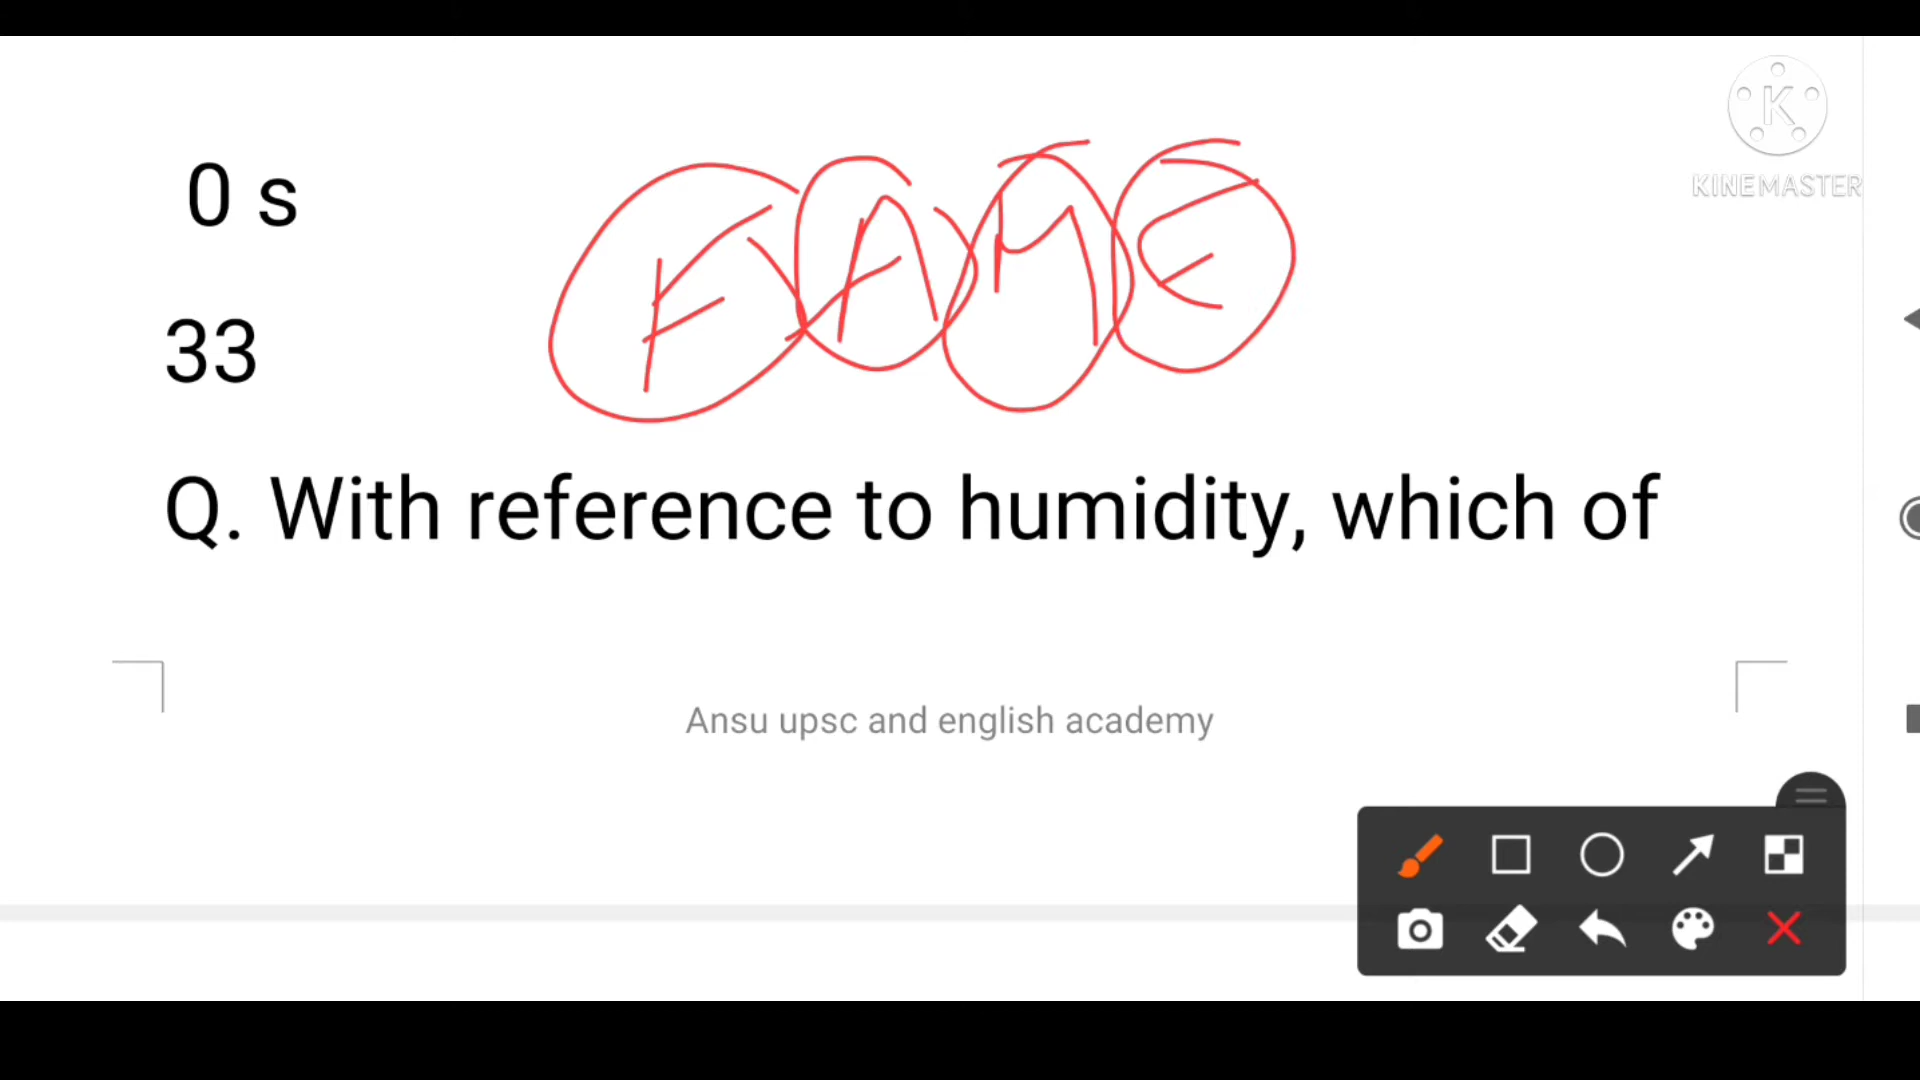 K
KINEMASTER
0 s
FAME
33
Q. With reference to humidity, which of
Ansu upsc and english academy